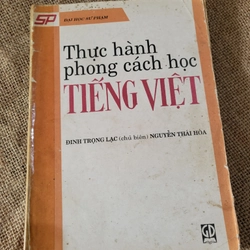 SP
ĐẠI HỌC SƯ PHẠM
Thực hành
phong cách học
TIẾNG VIỆT
ĐINH TRỌNG LẠC (chủ biên) NGUYỄN THÁI HÒA